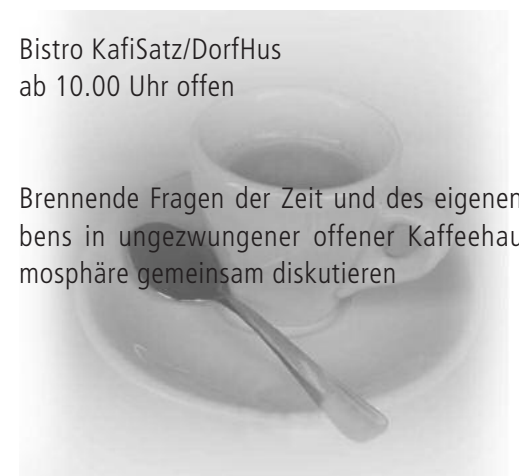 Bistro KafiSatz/DorfHus
ab 10.00 Uhr offen
Brennende Fragen der Zeit und des eigenen
bens in ungezwungener offener Kaffeehau
mosphäre gemeinsam diskutieren